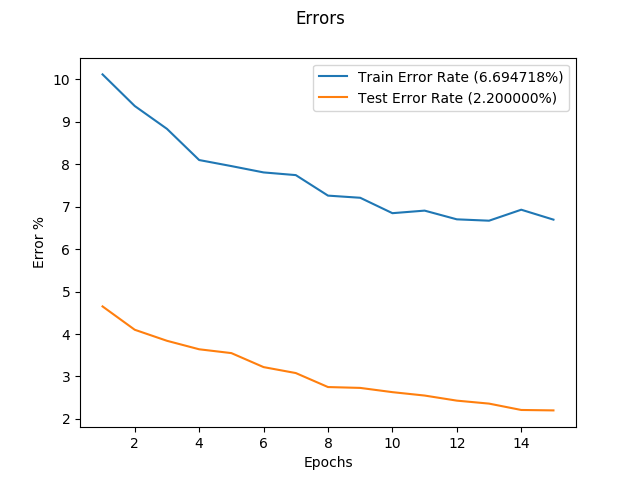 Errors
Train Error Rate (6.694718%)
Test Error Rate (2.200000%)
Error %
10
9
8
7
6
5
4
3
2
2 4 6 8 10 12 14
Epochs